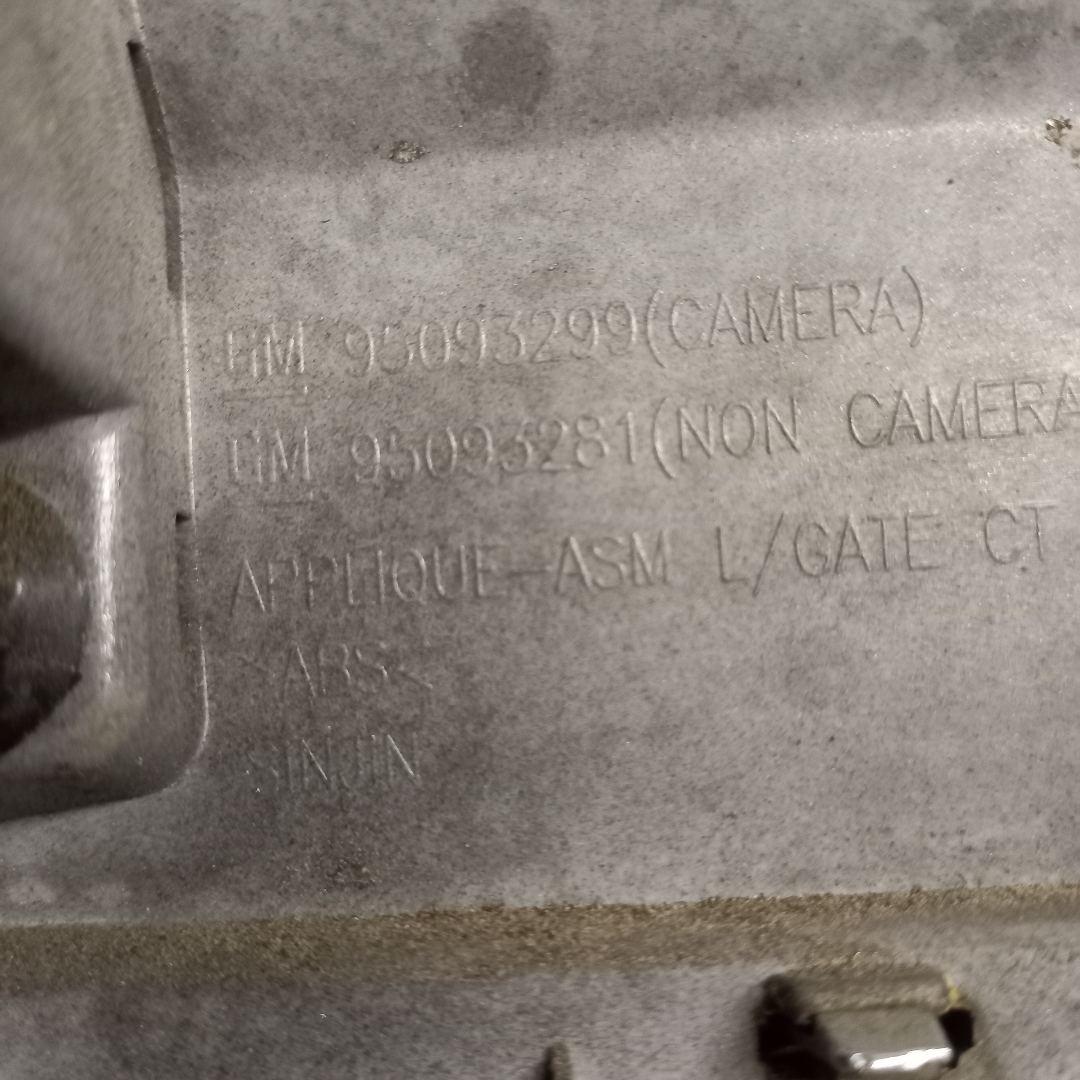 GM 95093299(CAMERA)
GM 95093281(NON CAMERA
APPLIQUE-ASM L/GATE CT
>ABS<
SINJIN